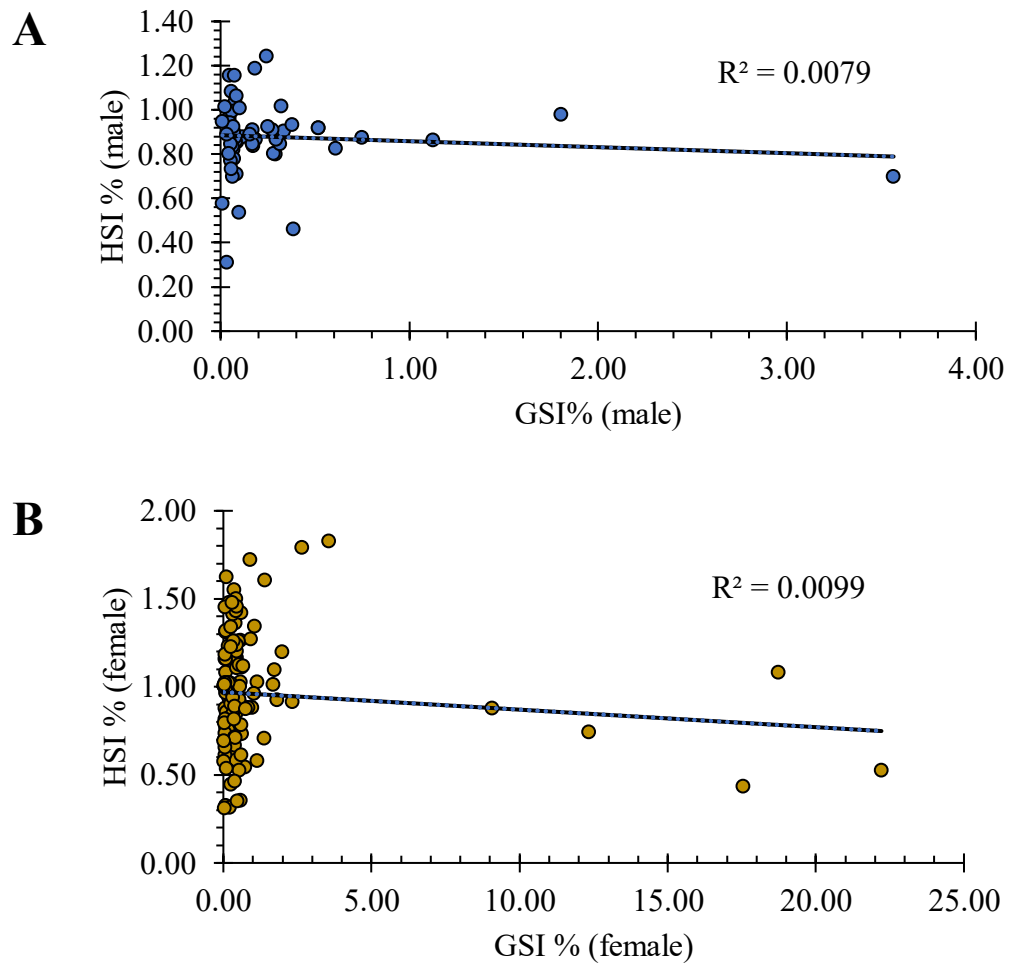 A
1.40
1.20
1.00
0.80
0.60
0.40
0.20
0.00
HSI % (male)
R² = 0.0079
0.00 1.00 2.00 3.00 4.00
GSI% (male)
B
2.00
1.50
1.00
0.50
0.00
HSI % (female)
R² = 0.0099
0.00 5.00 10.00 15.00 20.00 25.00
GSI % (female)